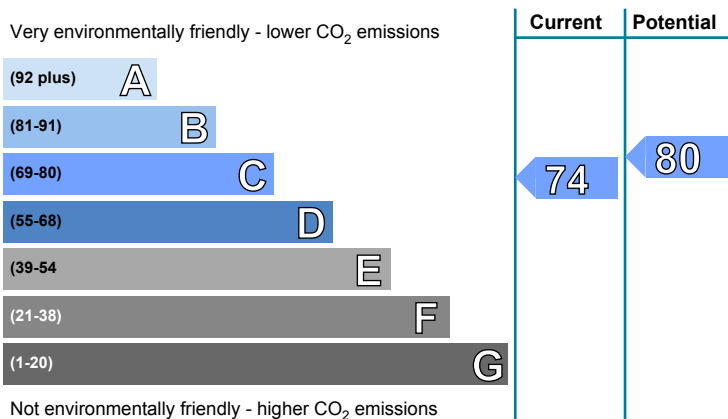 Current Potential
Very environmentally friendly - lower CO2 emissions
(92 plus) A
(81-91) B
(69-80) C
(55-68) D
(39-54 E
(21-38) F
(1-20) G
74
80
Not environmentally friendly - higher CO2 emissions